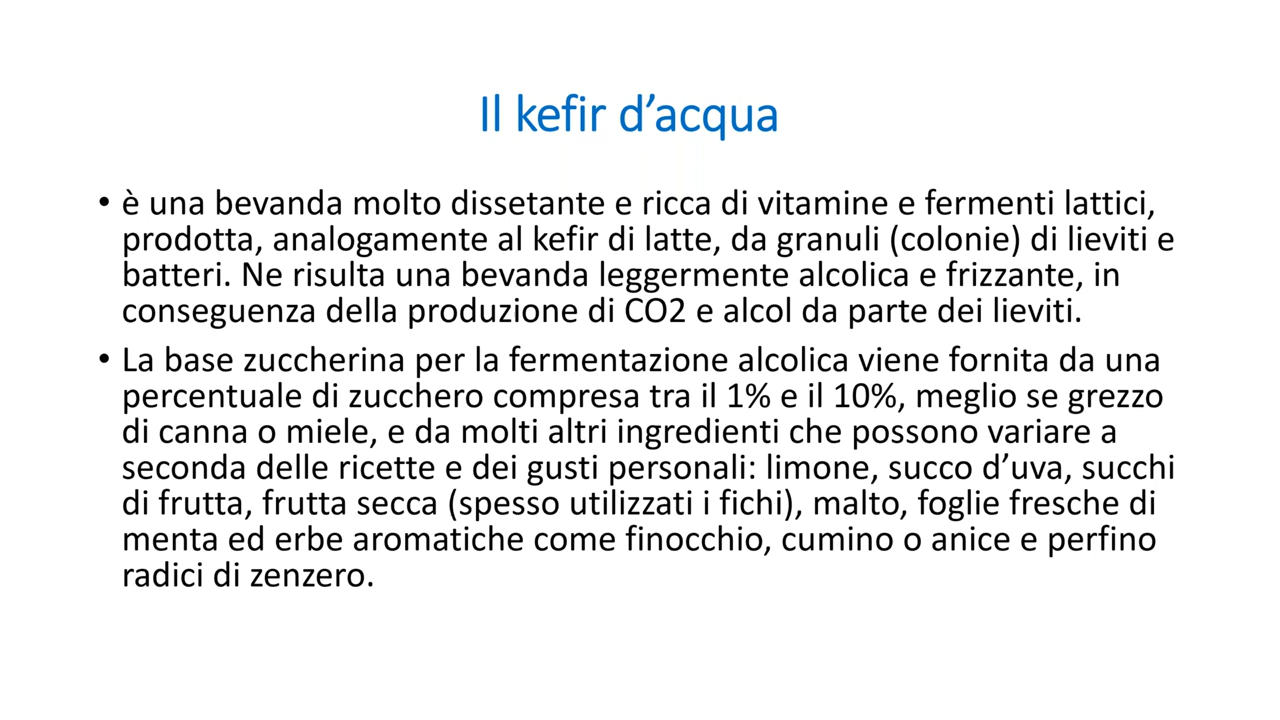 Il kefir d’acqua
• è una bevanda molto dissetante e ricca di vitamine e fermenti lattici,
prodotta, analogamente al kefir di latte, da granuli (colonie) di lieviti e
batteri. Ne risulta una bevanda leggermente alcolica e frizzante, in
conseguenza della produzione di CO2 e alcol da parte dei lieviti.
• La base zuccherina per la fermentazione alcolica viene fornita da una
percentuale di zucchero compresa tra il 1% e il 10%, meglio se grezzo
di canna o miele, e da molti altri ingredienti che possono variare a
seconda delle ricette e dei gusti personali: limone, succo d’uva, succhi
di frutta, frutta secca (spesso utilizzati i fichi), malto, foglie fresche di
menta ed erbe aromatiche come finocchio, cumino o anice e perfino
radici di zenzero.